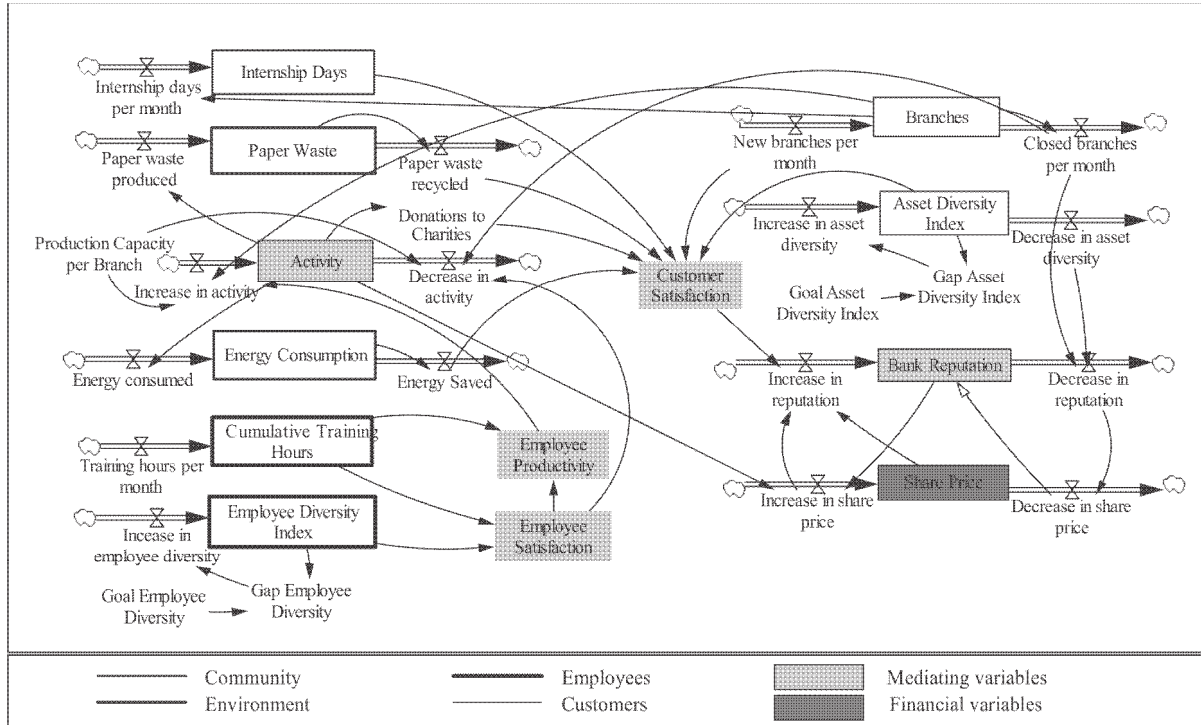 Internship Days
Internship days
per month
Paper Waste
Paper waste
produced
Paper waste
recycled
Donations to
Charities
Production Capacity
per Branch
Activity
Increase in activity
Decrease in
activity
Energy Consumption
Energy consumed
Energy Saved
Cumulative Training
Hours
Training hours per
month
Employee Diversity
Index
Incease in
employee diversity
Goal Employee
Diversity
Gap Employee
Diversity
Employee
Productivity
Employee
Satisfaction
Customer
Satisfaction
Branches
New branches per
month
Closed branches
per month
Asset Diversity
Index
Increase in asset
diversity
Decrease in asset
diversity
Gap Asset
Diversity Index
Goal Asset
Diversity Index
Bank Reputation
Increase in
reputation
Decrease in
reputation
Share Price
Increase in share
price
Decrease in share
price
Community
Environment
Employees
Customers
Mediating variables
Financial variables